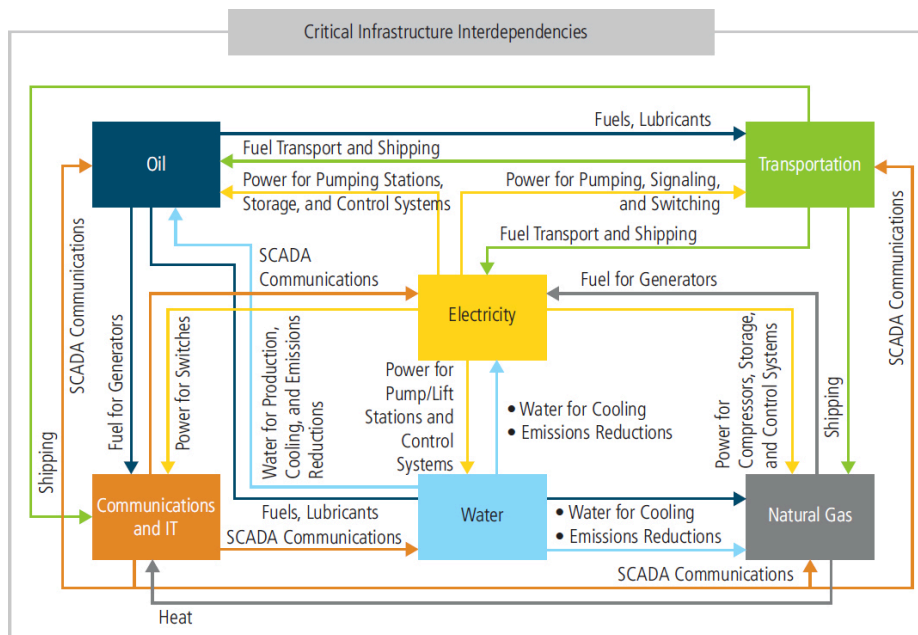 Critical Infrastructure Interdependencies
Fuels, Lubricants
Oil
Fuel Transport and Shipping
Transportation
Power for Pumping Stations,
Storage, and Control Systems
Power for Pumping, Signaling,
and Switching
Fuel Transport and Shipping
SCADA
Communications
Fuel for Generators
Electricity
SCADA Communications
Fuel for Generators
Power for Switches
Water for Production,
Cooling, and Emissions
Reductions
Power for
Pump/Lift
Stations and
Control
Systems
• Water for Cooling
• Emissions Reductions
Power for
Compressors, Storage,
and Control Systems
Shipping
SCADA Communications
Shipping
Communications
and IT
Fuels, Lubricants
SCADA Communications
Water
• Water for Cooling
• Emissions Reductions
Natural Gas
SCADA Communications
Heat